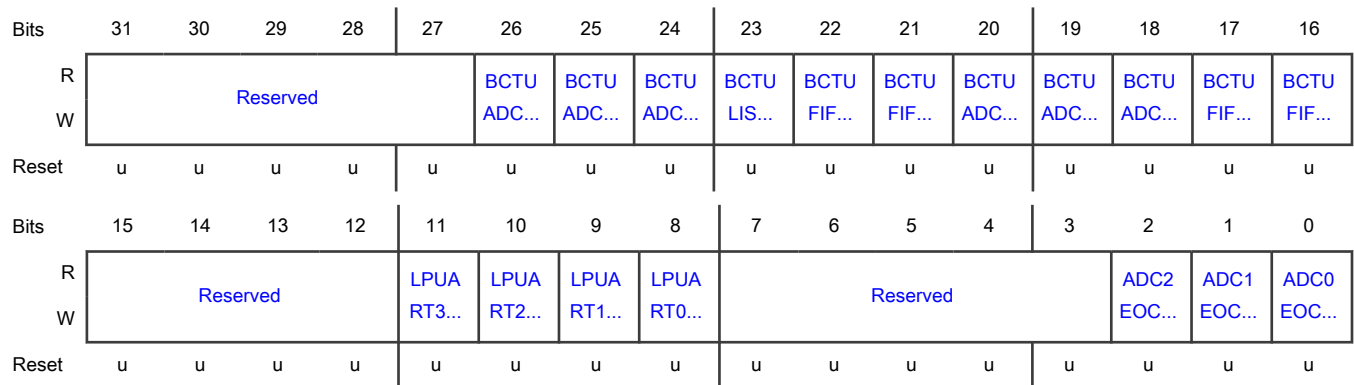 Bits 31 30 29 28 27 26 25 24 23 22 21 20 19 18 17 16
R Reserved BCTU BCTU BCTU BCTU BCTU BCTU BCTU BCTU BCTU BCTU BCTU
W ADC... ADC... ADC... LIS... FIF... FIF... ADC... ADC... ADC... FIF... FIF...
Reset u u u u u u u u u u u u u u u u
Bits 15 14 13 12 11 10 9 8 7 6 5 4 3 2 1 0
R Reserved LPUA LPUA LPUA LPUA Reserved ADC2 ADC1 ADC0
W RT3... RT2... RT1... RT0... EOC... EOC... EOC...
Reset u u u u u u u u u u u u u u u u